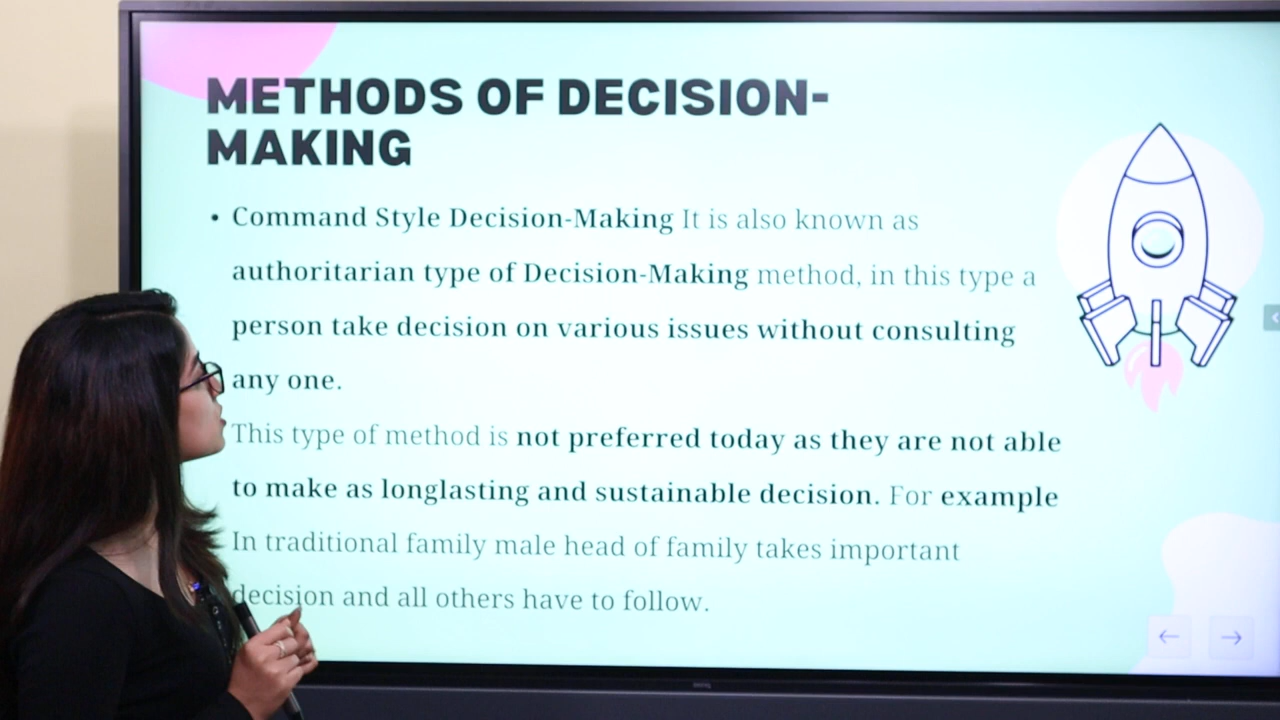 METHODS OF DECISION-
MAKING
• Command Style Decision-Making It is also known as
authoritarian type of Decision-Making method, in this type a
person take decision on various issues without consulting
any one.
This type of method is not preferred today as they are not able
to make as longlasting and sustainable decision. For example
In traditional family male head of family takes important
decision and all others have to follow.